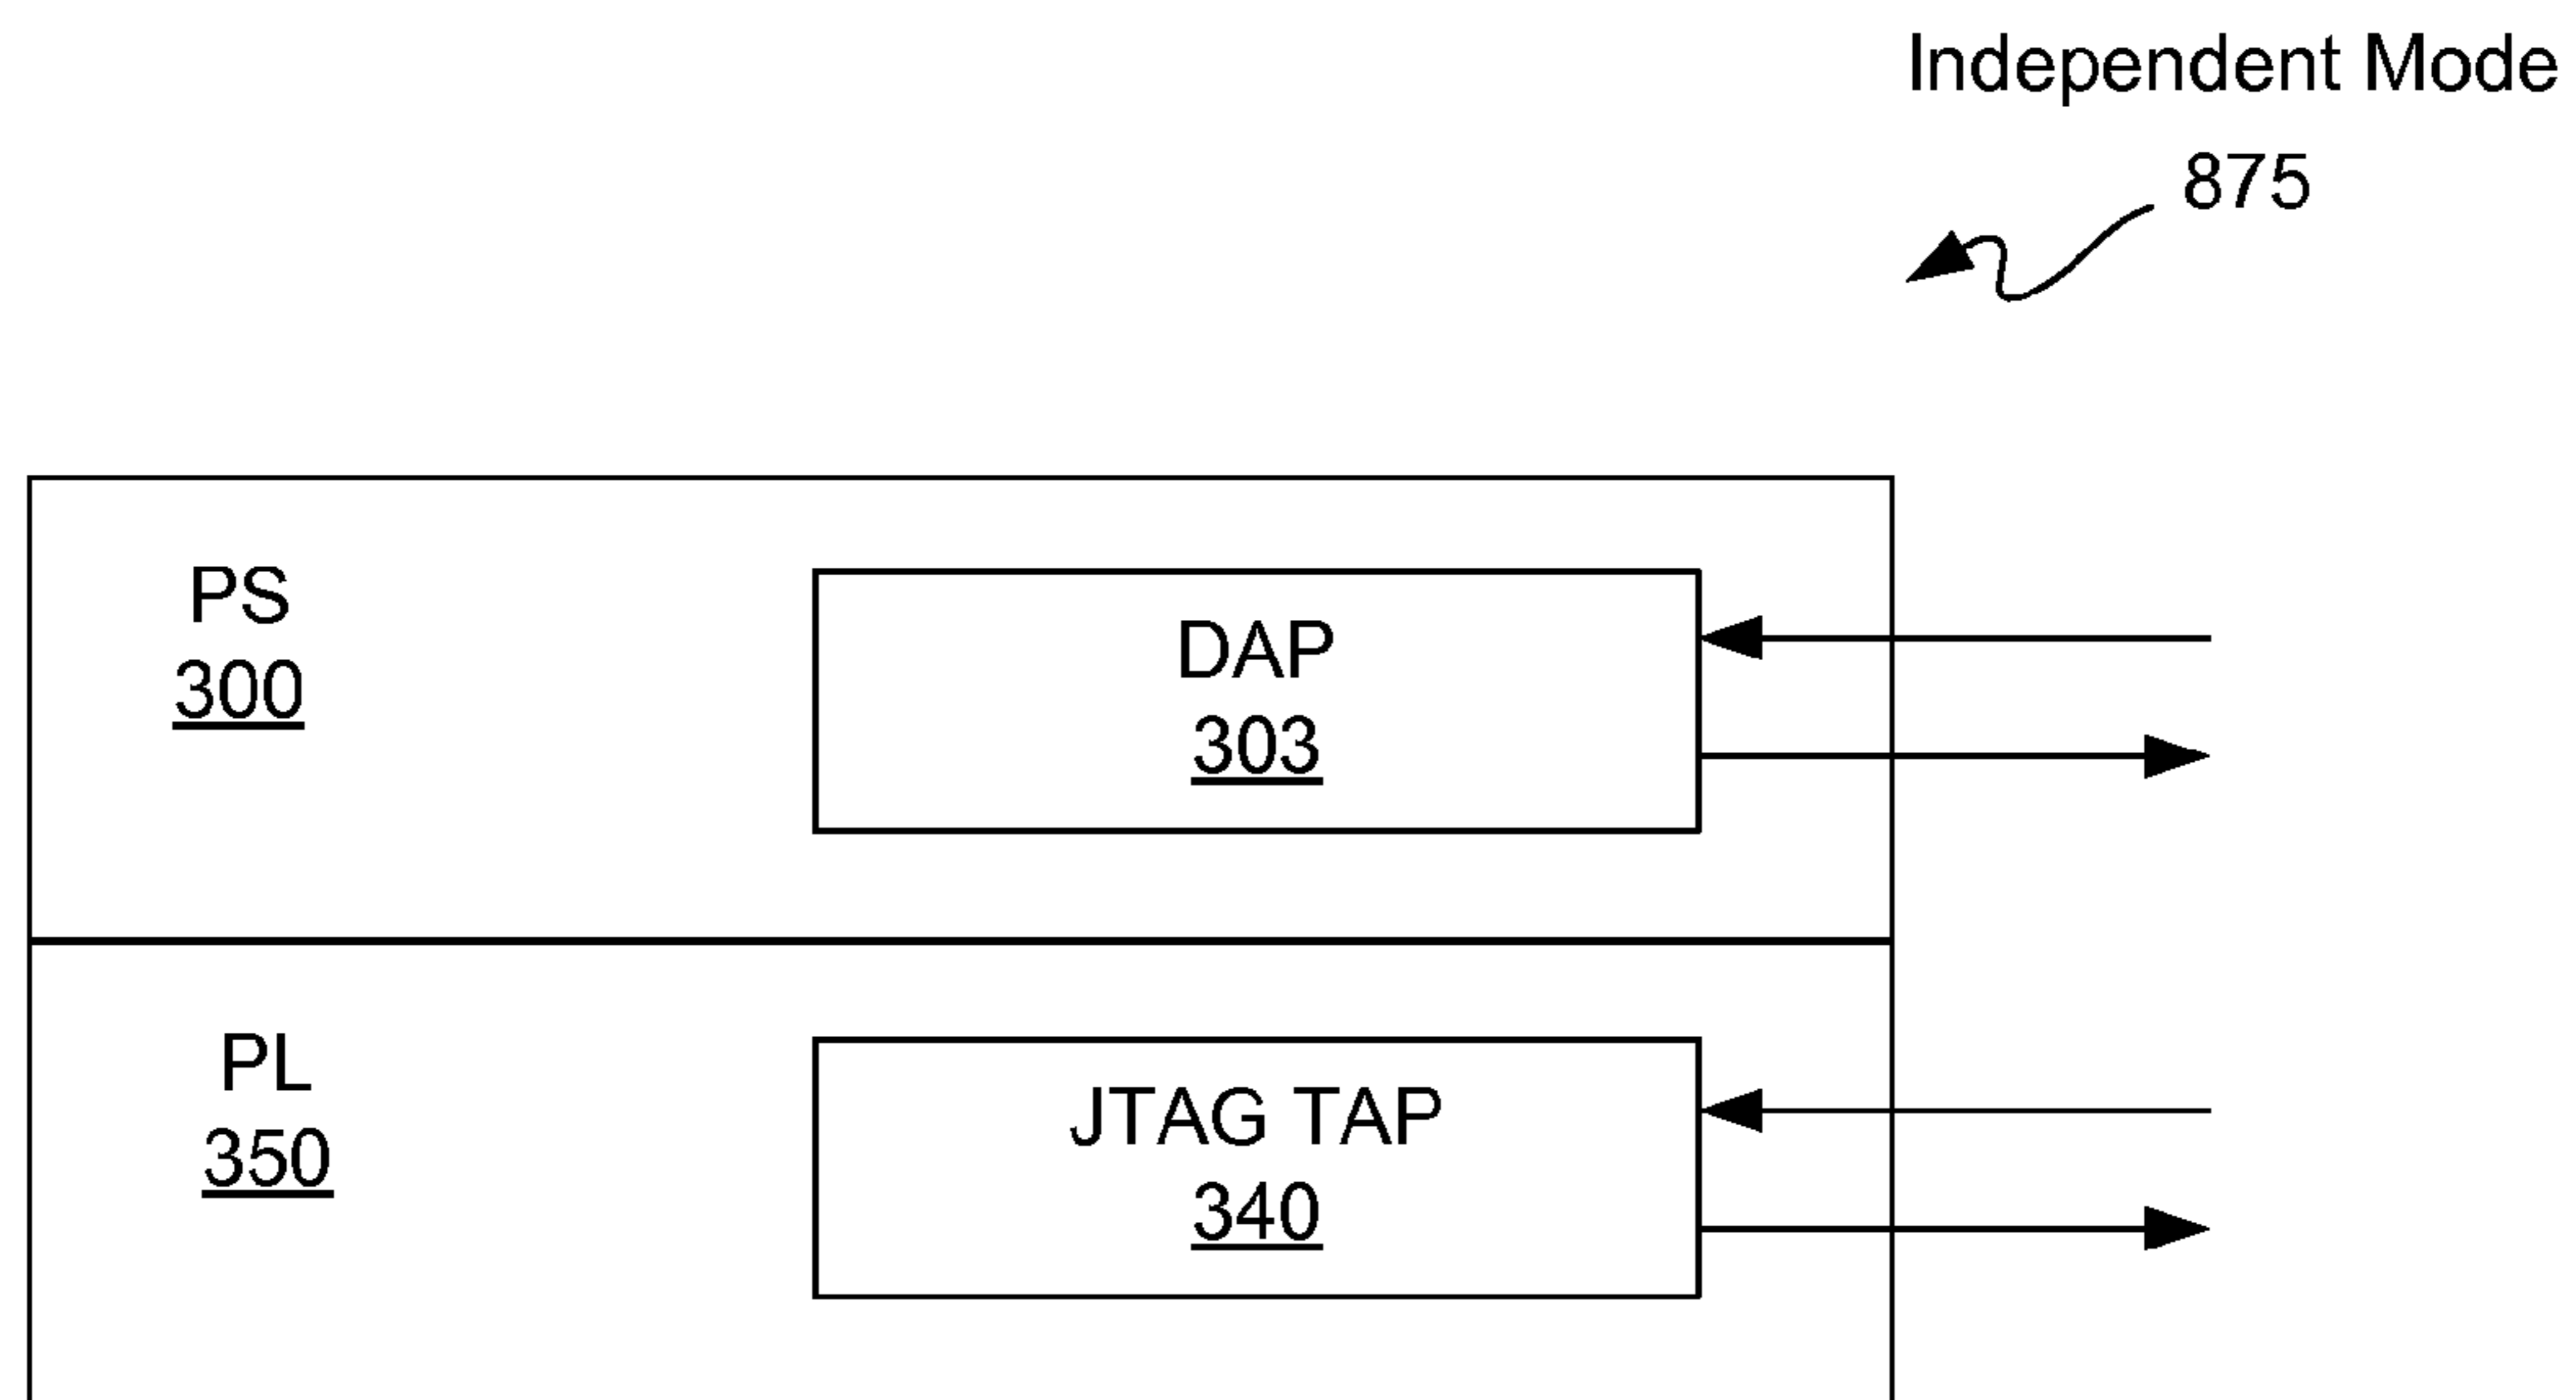 Independent Mode
875
PS
300
DAP
303
PL
350
JTAG TAP
340